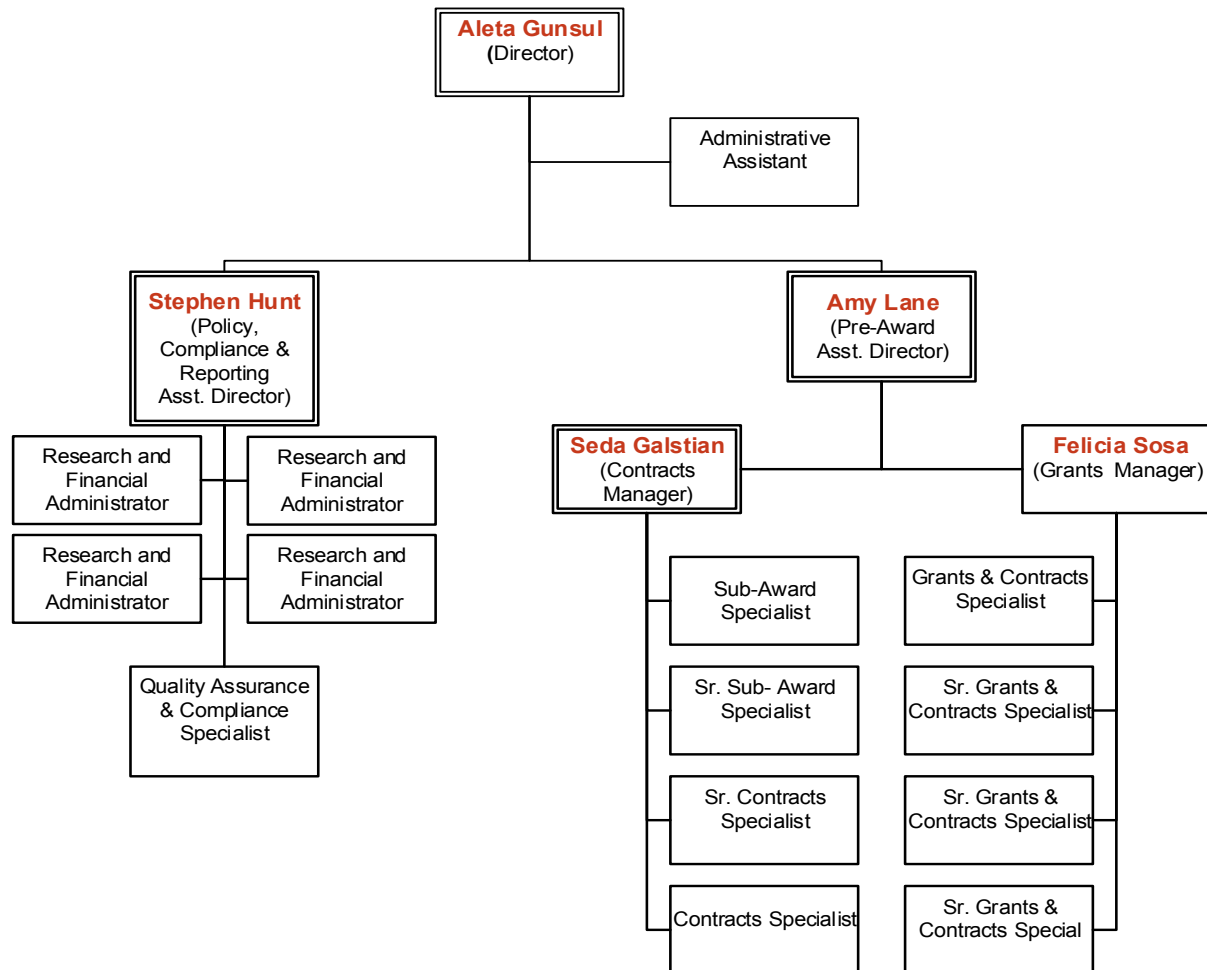 Aleta Gunsul
(Director)
Administrative
Assistant
Stephen Hunt
(Policy,
Compliance &
Reporting
Asst. Director)
Amy Lane
(Pre-Award
Asst. Director)
Research and
Financial
Administrator
Research and
Financial
Administrator
Research and
Financial
Administrator
Research and
Financial
Administrator
Quality Assurance
& Compliance
Specialist
Seda Galstian
(Contracts
Manager)
Felicia Sosa
(Grants Manager)
Sub-Award
Specialist
Sr. Sub- Award
Specialist
Sr. Contracts
Specialist
Contracts Specialist
Grants & Contracts
Specialist
Sr. Grants &
Contracts Specialist
Sr. Grants &
Contracts Specialist
Sr. Grants &
Contracts Special